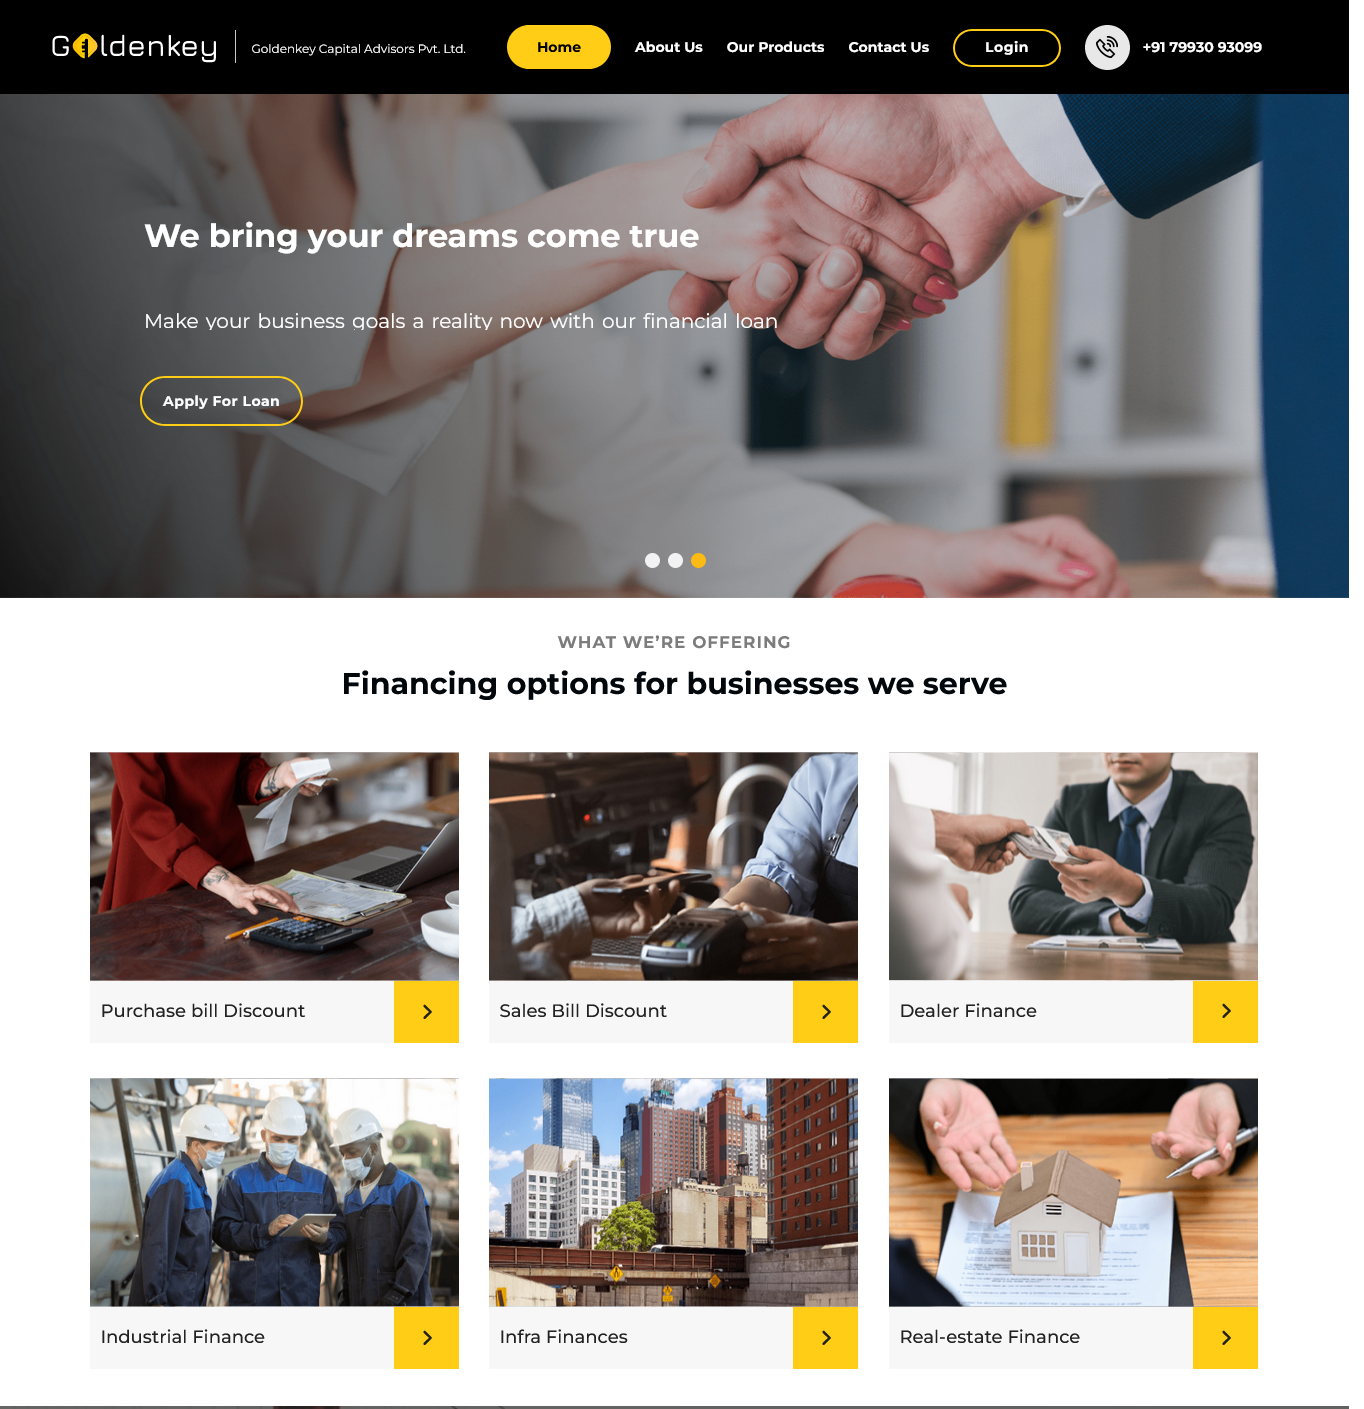 Goldenkey
Goldenkey Capital Advisors Pvt. Ltd.
Home
About Us
Our Products
Contact Us
Login
+91 79930 93099
We bring your dreams come true
Make your business goals a reality now with our financial loan
Apply For Loan
WHAT WE’RE OFFERING
Financing options for businesses we serve
Purchase bill Discount
Sales Bill Discount
Dealer Finance
Industrial Finance
Infra Finances
Real-estate Finance